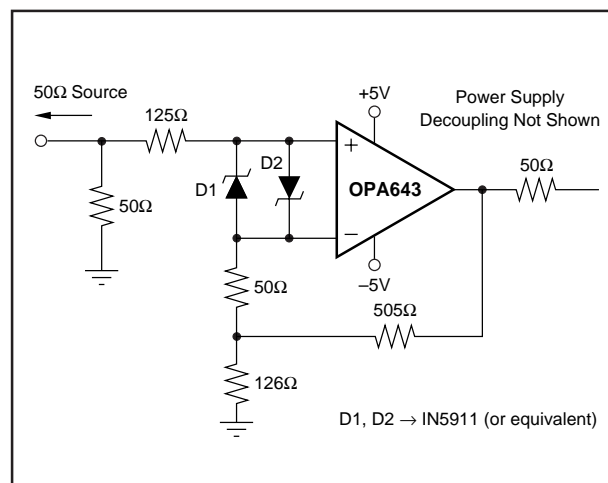 50Ω Source
125Ω
50Ω
D1
D2
+5V
+
OPA643
−
–5V
Power Supply
Decoupling Not Shown
50Ω
50Ω
505Ω
126Ω
D1, D2 → IN5911 (or equivalent)